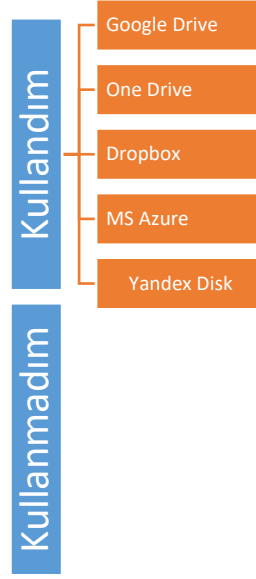 Kullandım
Google Drive
One Drive
Dropbox
MS Azure
Yandex Disk
Kullanmadım